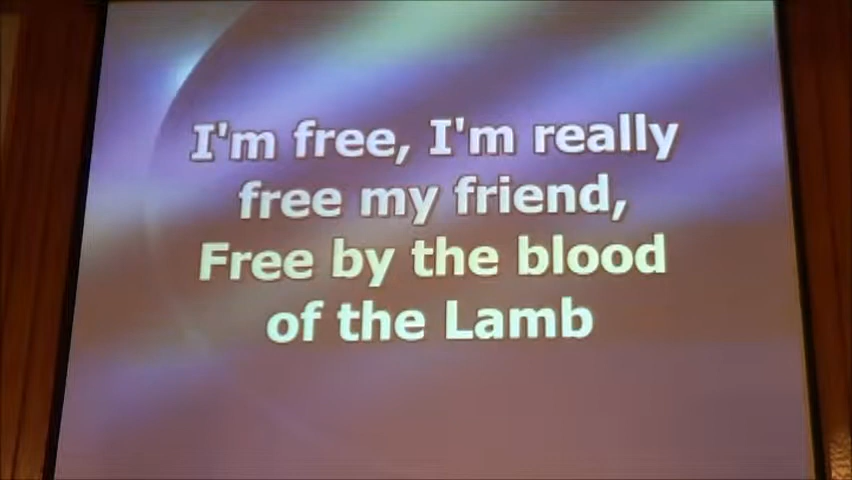 I'm free, I'm really
free my friend,
Free by the blood
of the Lamb